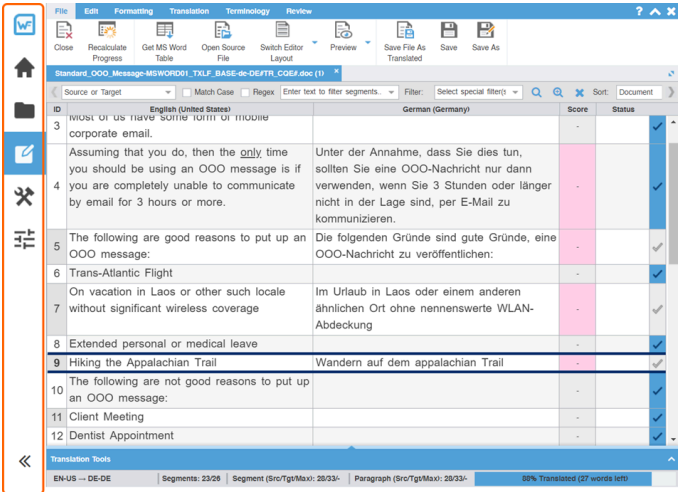 WF
File Edit Formatting Translation Terminology Review
Close Recalculate Progress Get MS Word Table Open Source File Switch Editor Layout Preview Save File As Translated Save Save As
Standard_OOO_Message-MSWORD01_TXLF_BASE-de-DE#TR_CQE#.doc (1) ×
Source or Target Match Case Regex Enter text to filter segments.. Filter: Select special filter(s Sort: Document
ID English (United States) German (Germany) Score Status
3 Most of us have some form of mobile
corporate email. -
4 Assuming that you do, then the only time Unter der Annahme, dass Sie dies tun,
you should be using an OOO message is if sollten Sie eine OOO-Nachricht nur dann
you are completely unable to communicate verwenden, wenn Sie 3 Stunden oder länger -
by email for 3 hours or more. nicht in der Lage sind, per E-Mail zu
kommunizieren.
5 The following are good reasons to put up an Die folgenden Gründe sind gute Gründe, eine
OOO message: OOO-Nachricht zu veröffentlichen: -
6 Trans-Atlantic Flight -
7 On vacation in Laos or other such locale Im Urlaub in Laos oder einem anderen
without significant wireless coverage ähnlichen Ort ohne nennenswerte WLAN- -
Abdeckung
8 Extended personal or medical leave -
9 Hiking the Appalachian Trail Wandern auf dem appalachian Trail -
10 The following are not good reasons to put up
an OOO message: -
11 Client Meeting -
12 Dentist Appointment -
Translation Tools
EN-US → DE-DE Segments: 23/26 Segment (Src/Tgt/Max): 28/33/- Paragraph (Src/Tgt/Max): 28/33/- 88% Translated (27 words left)